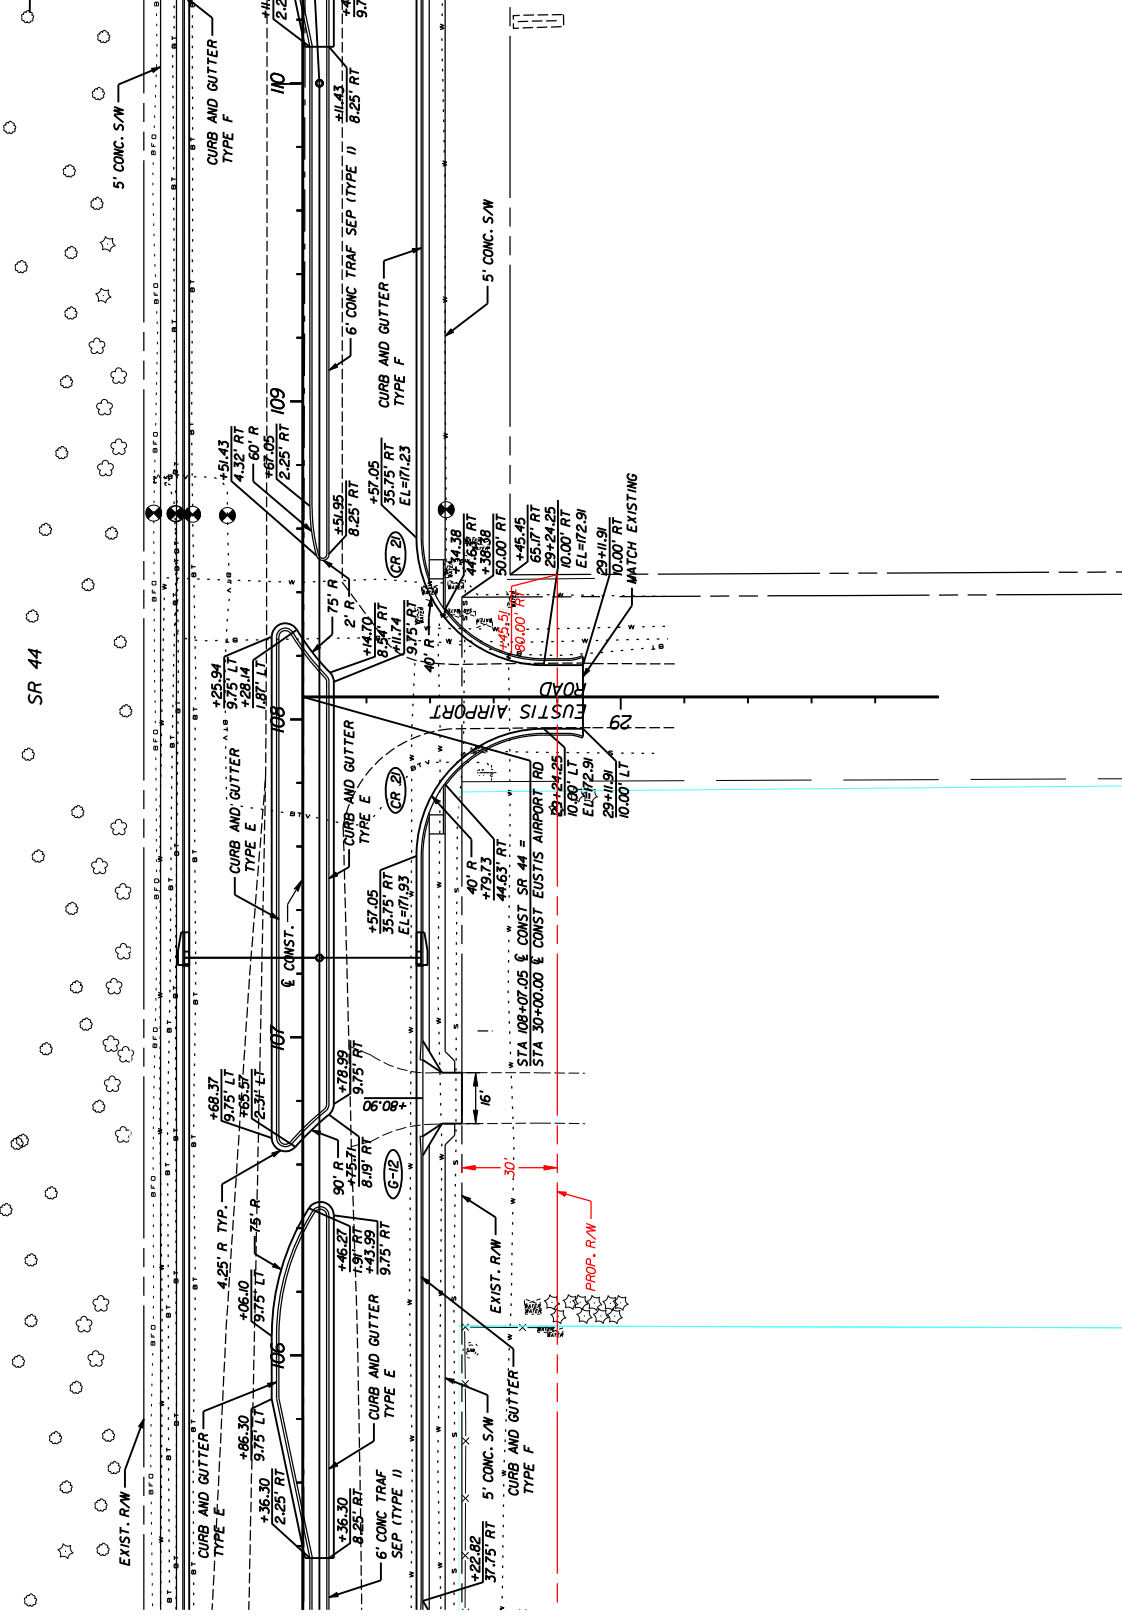 SR 44
5' CONC. S/W
CURB AND GUTTER
TYPE F
110
+11.43
8.25' RT
6' CONC TRAF SEP (TYPE I)
CURB AND GUTTER
TYPE F
5' CONC. S/W
109
+51.43
4.32' RT
60' R
+67.05
2.25' RT
+51.95
8.25' RT
+57.05
35.75' RT
EL=171.23
CR 21
+34.38
44.63' RT
+38.38
50.00' RT
+45.45
65.17' RT
29+24.25
10.00' RT
EL=172.91
29+11.91
10.00' RT
MATCH EXISTING
+45.51
80.00' RT
75' R
2' R
+14.70
8.54' RT
+11.74
9.75' RT
40' R
+25.94
9.75' LT
+28.14
1.87' LT
108
EUSTIS AIRPORT
ROAD
29
CURB AND GUTTER
TYPE E
CURB AND GUTTER
TYPE E
CR 21
29+24.25
10.00' LT
EL=172.91
29+11.91
10.00' LT
40' R
+79.73
44.63' RT
+57.05
35.75' RT
EL=171.93
STA 108+07.05 ℄ CONST SR 44 =
STA 30+00.00 ℄ CONST EUSTIS AIRPORT RD
℄ CONST.
107
+68.37
9.75' LT
+65.57
2.31' LT
+78.99
9.75' RT
+80.90
16'
90' R
+75.71
8.19' RT
G-12
30'
4.25' R TYP.
75' R
+46.27
1.91' RT
+43.99
9.75' RT
EXIST. R/W
PROP. R/W
+06.10
9.75' LT
106
CURB AND GUTTER
TYPE E
+86.30
9.75' LT
CURB AND GUTTER
TYPE E
+36.30
2.25' RT
+36.30
8.25' RT
6' CONC TRAF
SEP (TYPE I)
EXIST. R/W
5' CONC. S/W
CURB AND GUTTER
TYPE F
+22.82
37.75' RT